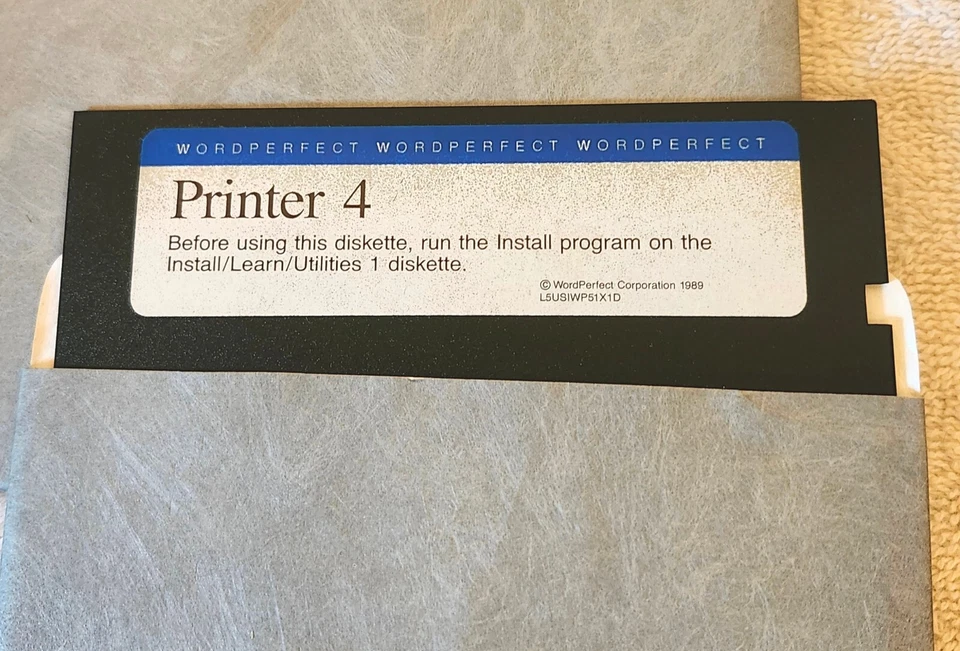 WORDPERFECT WORDPERFECT WORDPERFECT
Printer 4
Before using this diskette, run the Install program on the
Install/Learn/Utilities 1 diskette.
© WordPerfect Corporation 1989
L5USIWP51X1D